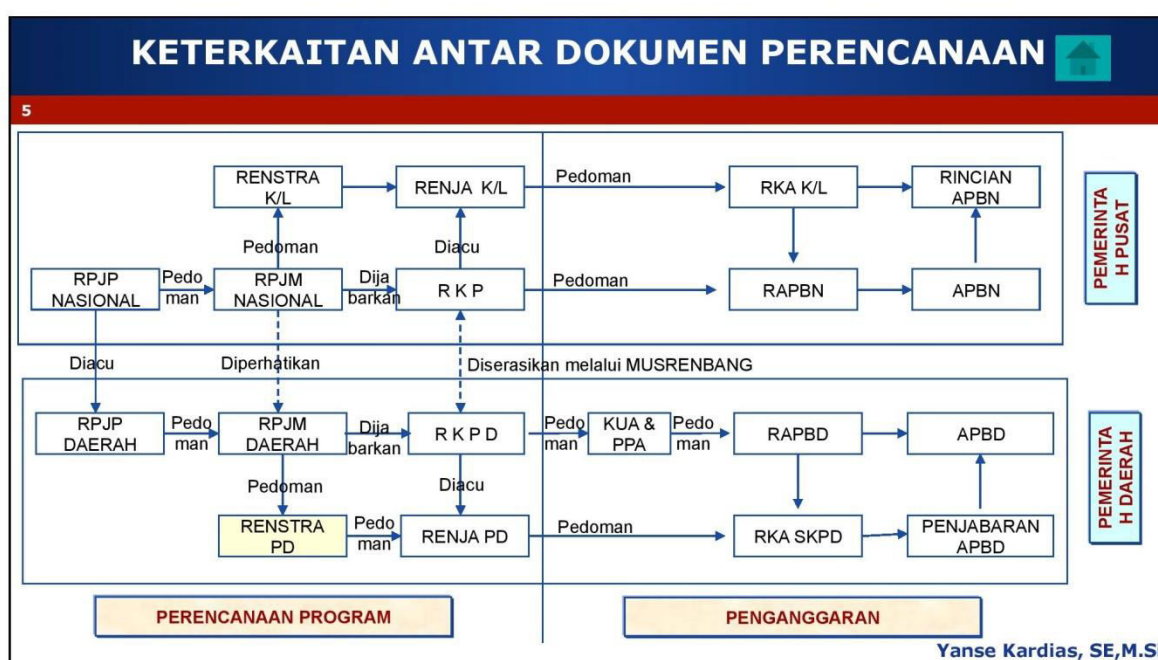 KETERKAITAN ANTAR DOKUMEN PERENCANAAN
5
RENSTRA
K/L
RENJA K/L
Pedoman
RKA K/L
RINCIAN
APBN
PEMERINTA
H PUSAT
Pedoman
Diacu
RPJP
NASIONAL
Pedo
man
RPJM
NASIONAL
Dija
barkan
R K P
Pedoman
RAPBN
APBN
Diacu
Diperhatikan
Diserasikan melalui MUSRENBANG
RPJP
DAERAH
Pedo
man
RPJM
DAERAH
Dija
barkan
R K P D
Pedo
man
KUA &
PPA
Pedo
man
RAPBD
APBD
PEMERINTA
H DAERAH
Pedoman
Diacu
RENSTRA
PD
Pedo
man
RENJA PD
Pedoman
RKA SKPD
PENJABARAN
APBD
PERENCANAAN PROGRAM
PENGANGGARAN
Yanse Kardias, SE,M.Si